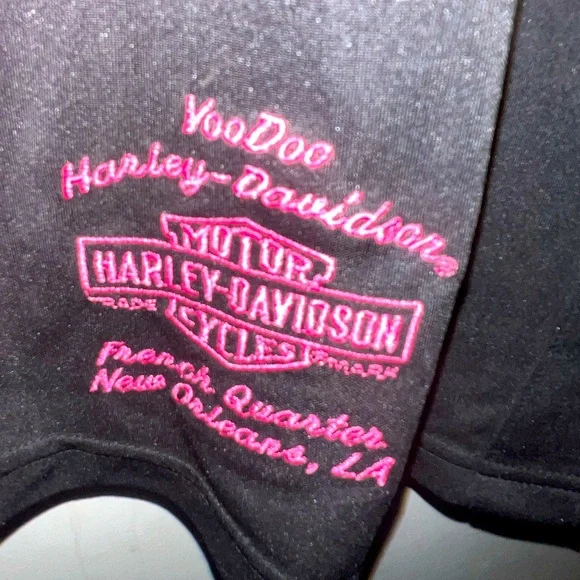 VooDoo
Harley-Davidson®
MOTOR
HARLEY-DAVIDSON
CYCLES
TRADE MARK
French Quarter
New Orleans, LA